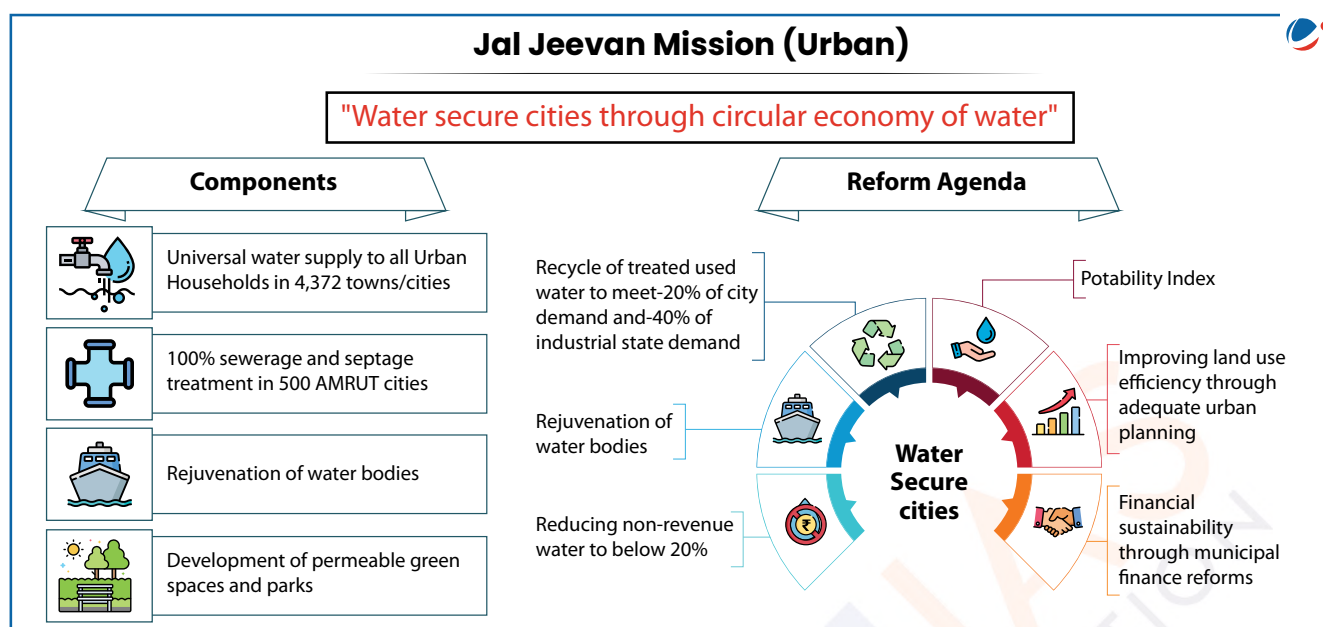 Jal Jeevan Mission (Urban)
"Water secure cities through circular economy of water"
Components
Universal water supply to all Urban
Households in 4,372 towns/cities
100% sewerage and septage
treatment in 500 AMRUT cities
Rejuvenation of water bodies
Development of permeable green
spaces and parks
Reform Agenda
Recycle of treated used
water to meet-20% of city
demand and-40% of
industrial state demand
Rejuvenation of
water bodies
Reducing non-revenue
water to below 20%
Potability Index
Improving land use
efficiency through
adequate urban
planning
Financial
sustainability
through municipal
finance reforms
Water
Secure
cities
₹